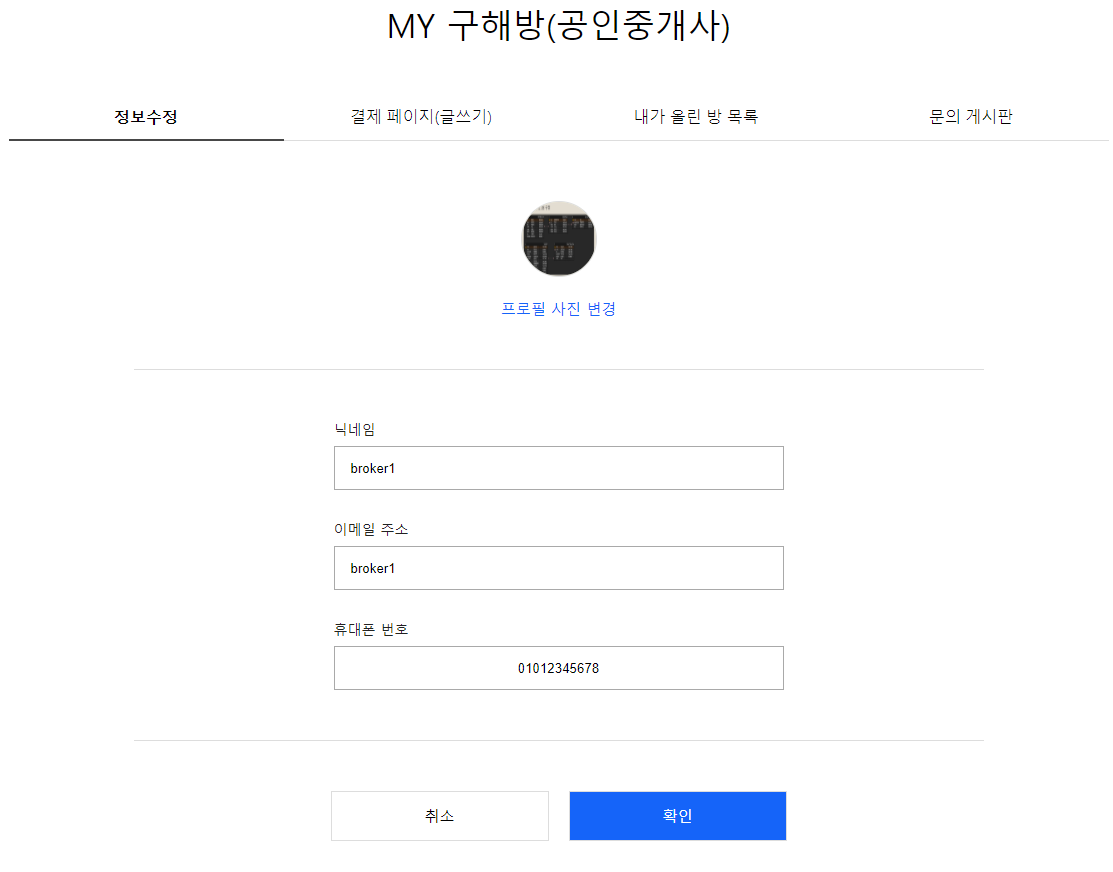 MY 구해방(공인중개사)
정보수정 결제 페이지(글쓰기) 내가 올린 방 목록 문의 게시판
프로필 사진 변경
닉네임
broker1
이메일 주소
broker1
휴대폰 번호
01012345678
취소 확인